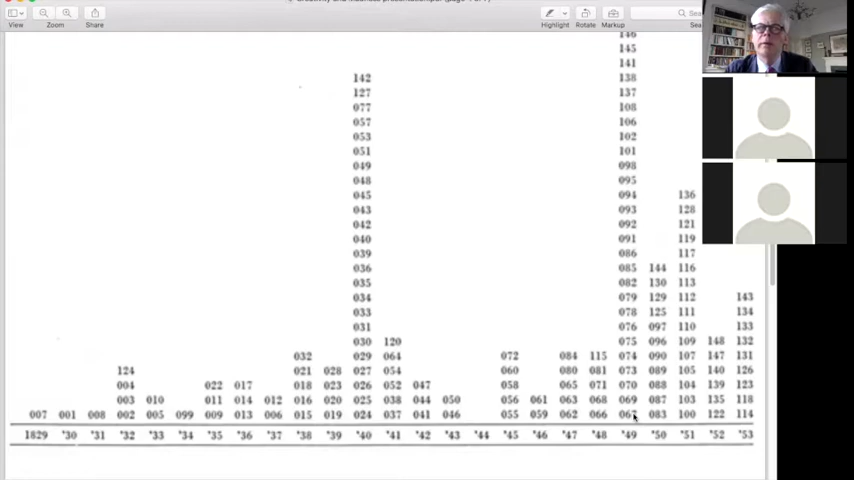 View Zoom Share Highlight Rotate Markup
146
145
141
142 138
127 137
077 108
057 106
053 102
051 101
049 098
048 095
045 094 136
043 093 128
042 092 121
040 091 119
039 086 117
036 085 144 116
035 082 130 113
034 079 129 112 143
033 078 125 111 134
031 076 097 110 133
030 120 075 096 109 148 132
032 029 064 072 084 115 074 090 107 147 131
124 021 028 027 054 060 080 081 073 089 105 140 126
004 022 017 018 023 026 052 047 058 065 071 070 088 104 139 123
003 010 011 014 012 016 020 025 038 044 050 056 061 063 068 069 087 103 135 118
007 001 008 002 005 099 009 013 006 015 019 024 037 041 046 055 059 062 066 067 083 100 122 114
1829 '30 '31 '32 '33 '34 '35 '36 '37 '38 '39 '40 '41 '42 '43 '44 '45 '46 '47 '48 '49 '50 '51 '52 '53